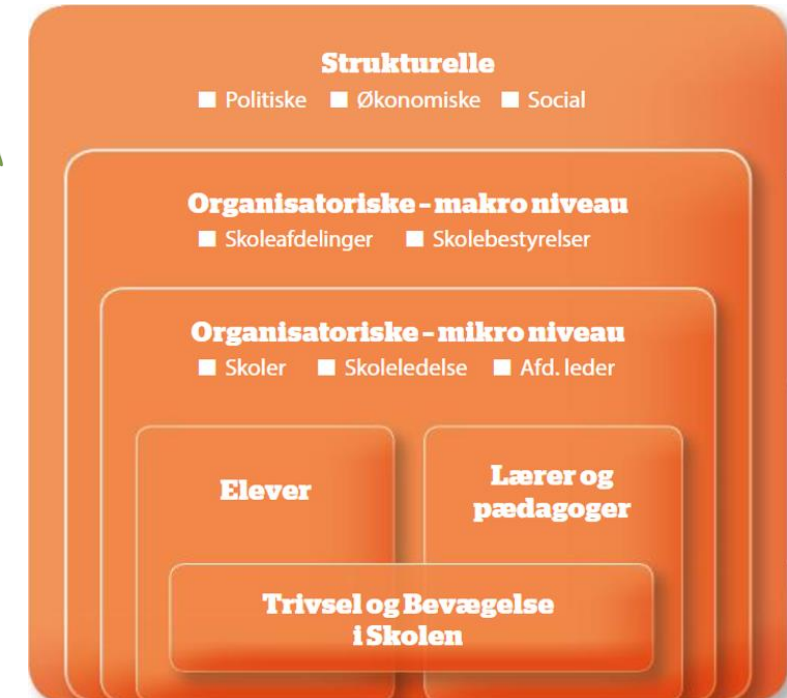 Strukturelle
Politiske Økonomiske Social
Organisatoriske – makro niveau
Skoleafdelinger Skolebestyrelser
Organisatoriske – mikro niveau
Skoler Skoleledelse Afd. leder
Elever
Lærer og
pædagoger
Trivsel og Bevægelse
i Skolen